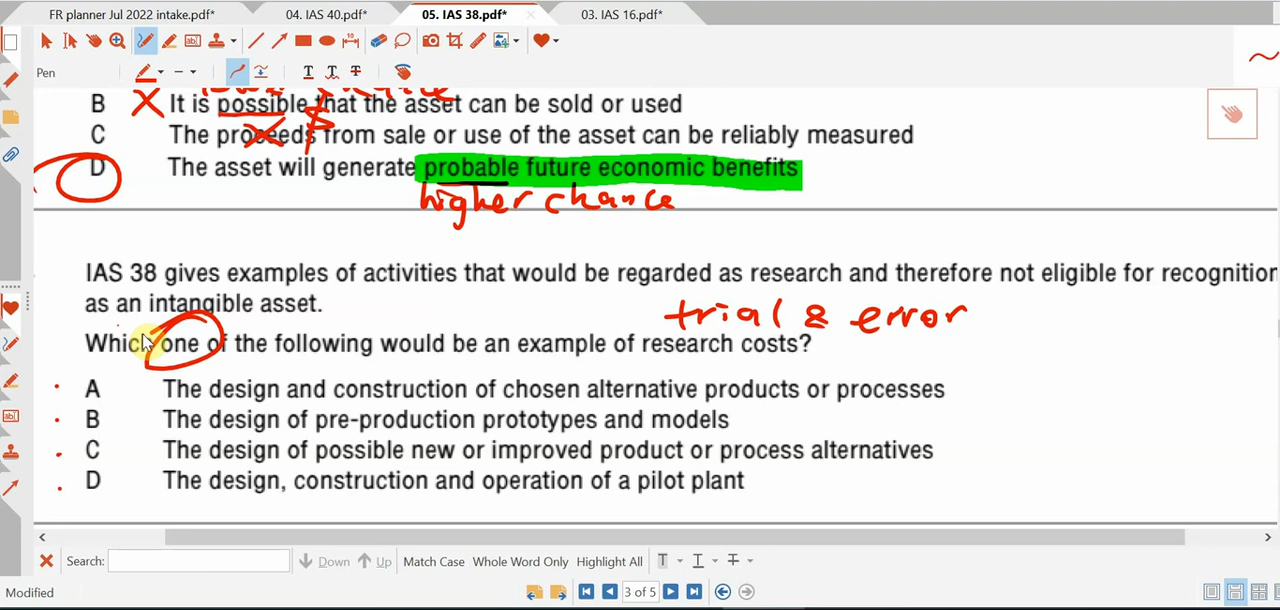 FR planner Jul 2022 intake.pdf* 04. IAS 40.pdf* 05. IAS 38.pdf* 03. IAS 16.pdf*
Pen
B It is possible that the asset can be sold or used
C The proceeds from sale or use of the asset can be reliably measured
D The asset will generate probable future economic benefits
higher chance
IAS 38 gives examples of activities that would be regarded as research and therefore not eligible for recognition
as an intangible asset.
trial & error
Which one of the following would be an example of research costs?
A The design and construction of chosen alternative products or processes
B The design of pre-production prototypes and models
C The design of possible new or improved product or process alternatives
D The design, construction and operation of a pilot plant
Search: Down Up Match Case Whole Word Only Highlight All
Modified 3 of 5